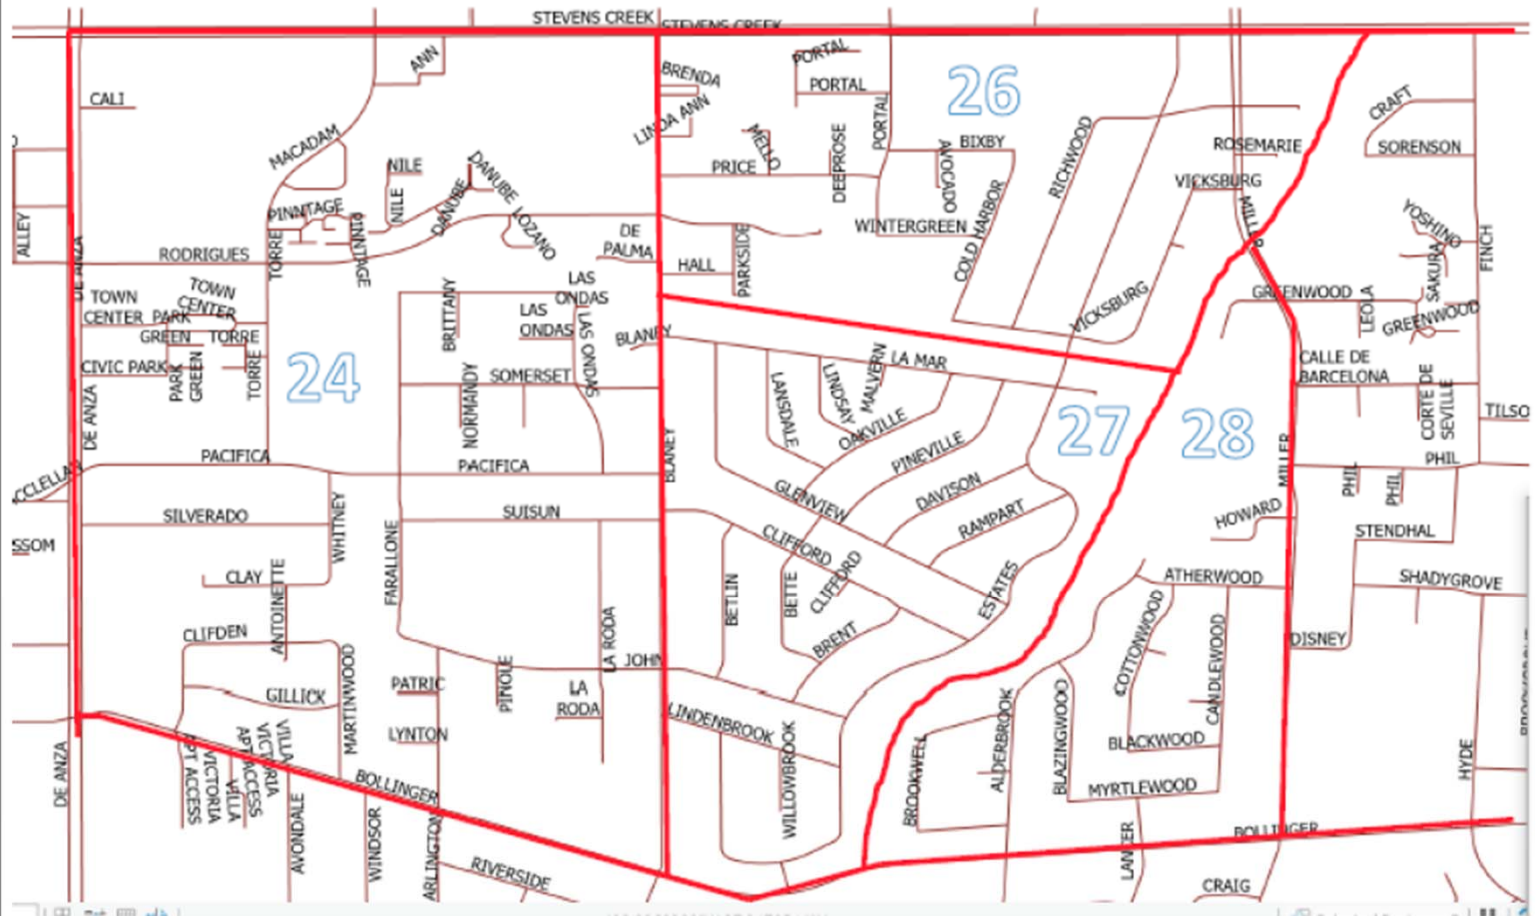 STEVENS CREEK
STEVENS CREEK
ANN
CALI
MACADAM
BRENDA
LINDA ANN
PORTAL
PORTAL
PORTAL
26
CRAFT
MELLO
DEEPROSE
BIXBY
AVOCADO
RICHWOOD
ROSEMARIE
SORENSON
PRICE
NILE
NILE
DANUBE
DANUBE
LOZANO
PINNTAGE
PINNTAGE
VICKSBURG
MILLER
YOSHINO
SAKURA
FINCH
ALLEY
DE ANZA
RODRIGUES
TORRE
DE
PALMA
HALL
PARKSIDE
WINTERGREEN
COLD HARBOR
TOWN
CENTER PARK
TOWN
CENTER
GREEN
TORRE
CIVIC PARK
PARK
GREEN
TORRE
24
BRITTANY
LAS
ONDAS
LAS
ONDAS
LAS ONDAS
BLANEY
VICKSBURG
GREENWOOD
LEOLA
GREENWOOD
LA MAR
CALLE DE
BARCELONA
CORTE DE
SEVILLE
TILSO
SOMERSET
NORMANDY
LANSDALE
LINDSAY
MALVERN
OAKVILLE
PINEVILLE
27
28
DE ANZA
PACIFICA
PACIFICA
BLANEY
MILLER
PHIL
PHIL
PHIL
CCLELLAN
GLENVIEW
DAVISON
RAMPART
SILVERADO
WHITNEY
SUISUN
HOWARD
STENDHAL
SSOM
CLIFFORD
CLIFFORD
FARALLONE
CLAY
ANTOINETTE
BETLIN
BETTE
ESTATES
ATHERWOOD
SHADYGROVE
CLIFDEN
BRENT
COTTONWOOD
CANDLEWOOD
DISNEY
MARTINWOOD
GILLICK
PATRIC
PINOLE
LA RODA
JOHN
LA
RODA
LYNTON
LINDENBROOK
WILLOWBROOK
ALDERBROOK
BROOKWELL
BLAZINGWOOD
BLACKWOOD
MYRTLEWOOD
HYDE
DE ANZA
APT ACCESS
VICTORIA
VILLA
APT ACCESS
VICTORIA
VILLA
BOLLINGER
AVONDALE
WINDSOR
ARLINGTON
RIVERSIDE
LANCER
BOLLINGER
CRAIG